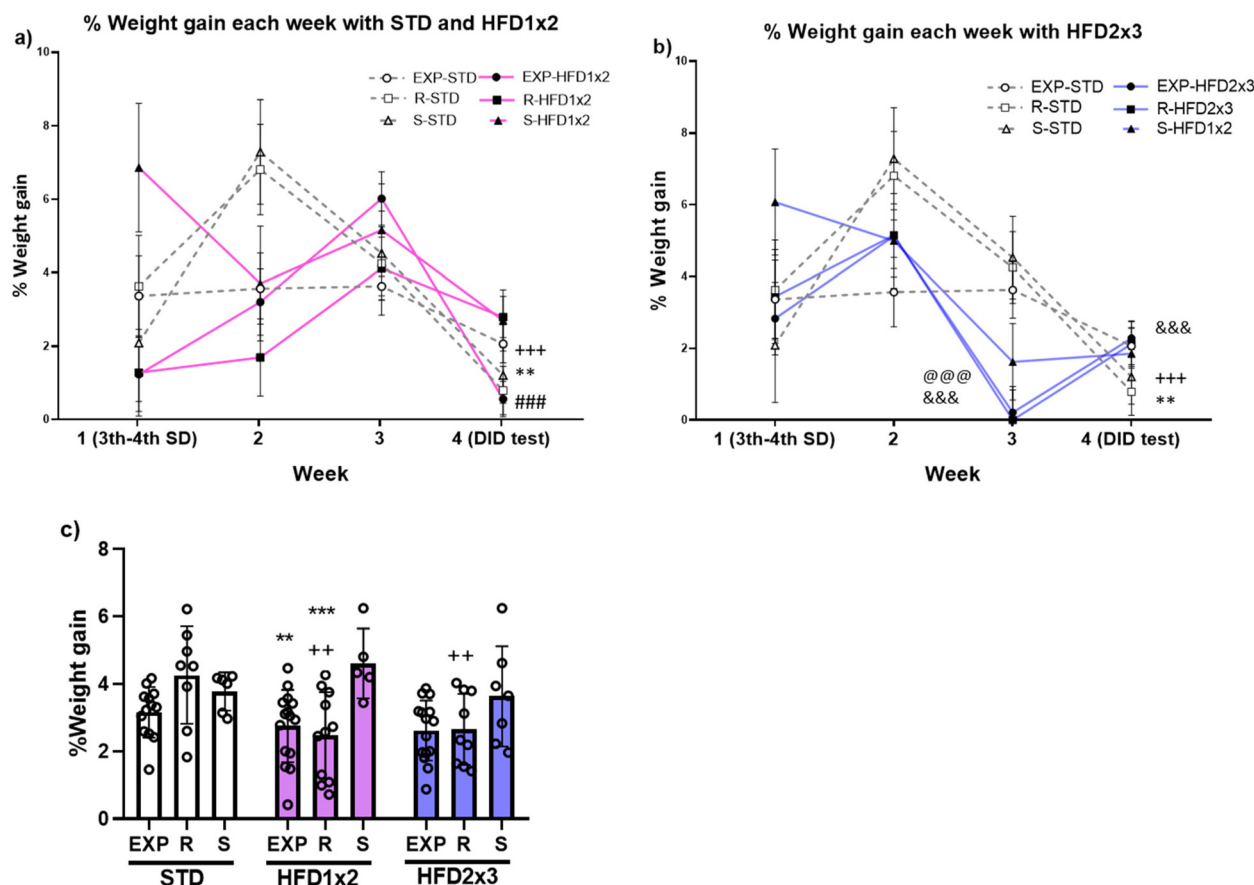 % Weight gain each week with STD and HFD1x2
a)
10
8
6
4
2
0
% Weight gain
EXP-STD
R-STD
S-STD
EXP-HFD1x2
R-HFD1x2
S-HFD1x2
+++
**
###
1 (3th-4th SD)
2
3
4 (DID test)
Week
% Weight gain each week with HFD2x3
b)
10
8
6
4
2
0
% Weight gain
EXP-STD
R-STD
S-STD
EXP-HFD2x3
R-HFD2x3
S-HFD1x2
@@@
&&&
&&&
+++
**
1 (3th-4th SD)
2
3
4 (DID test)
Week
c)
8
6
4
2
0
%Weight gain
**
***
++
++
EXP R S EXP R S EXP R S
STD HFD1x2 HFD2x3